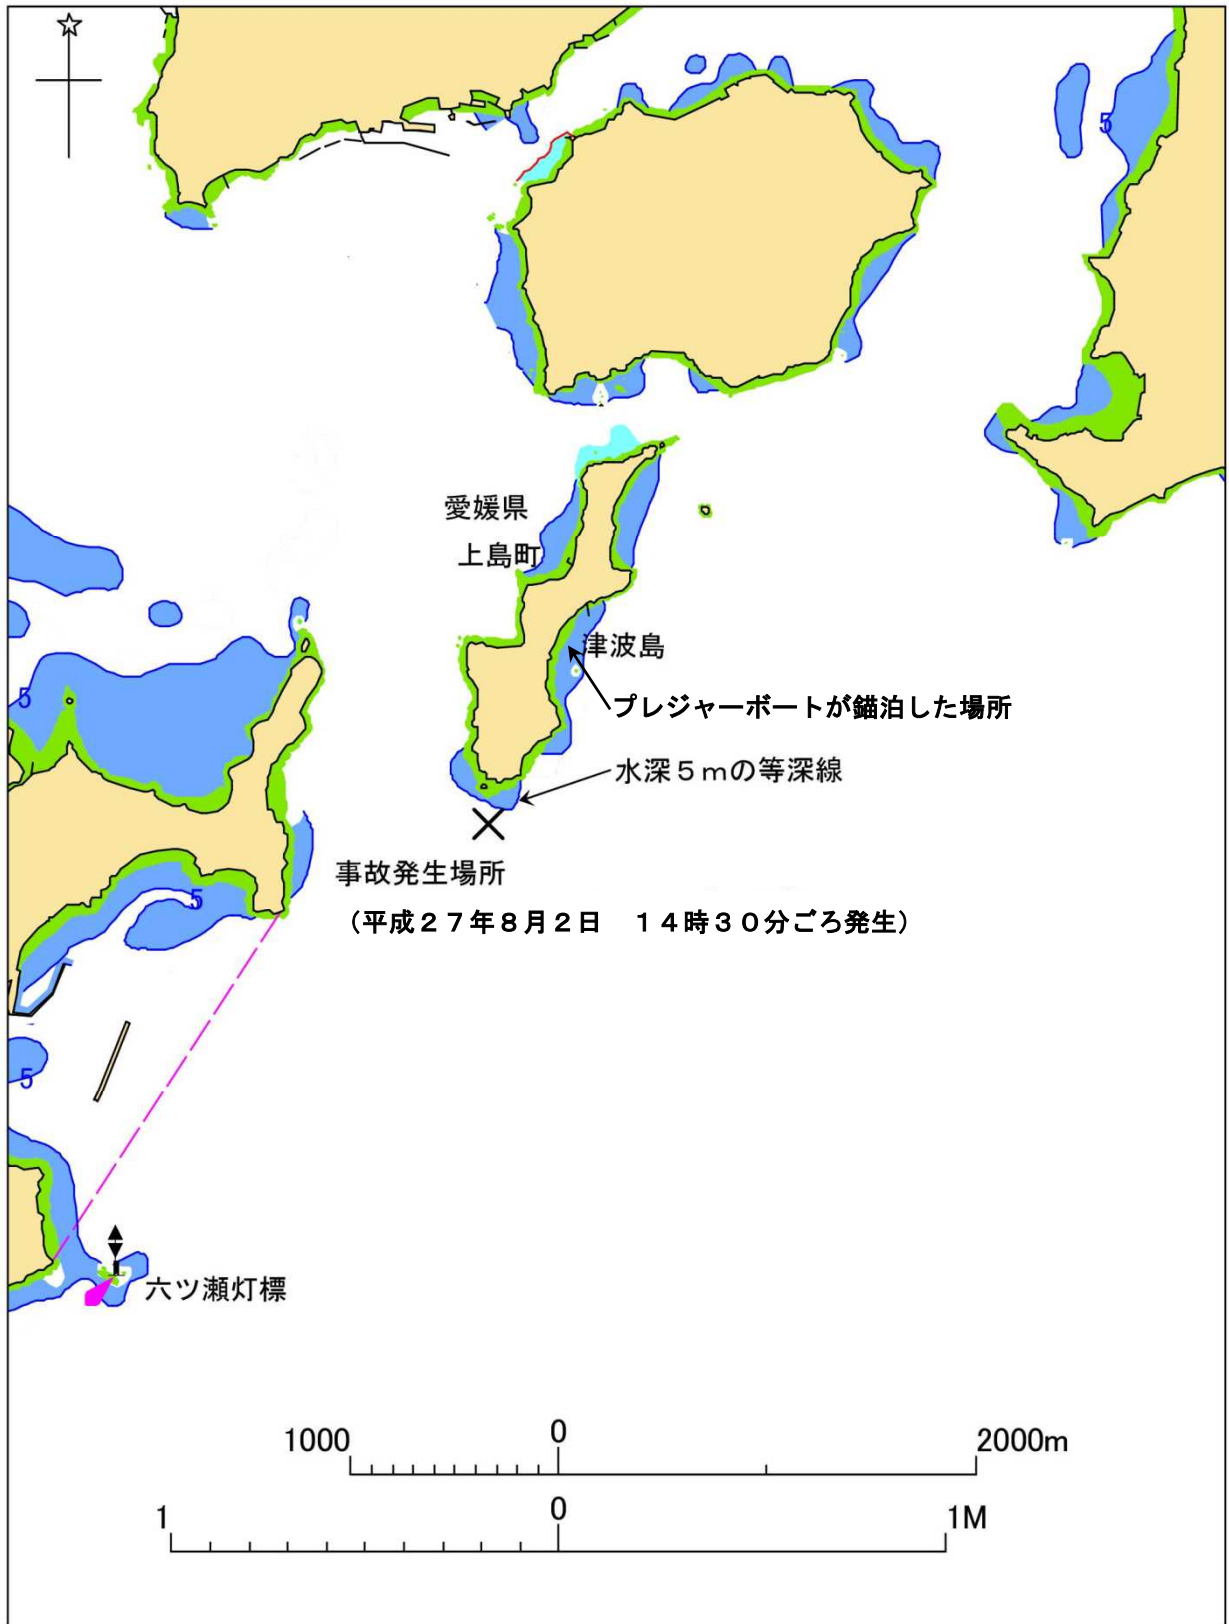 5
愛媛県
上島町
津波島
5
プレジャーボートが錨泊した場所
水深５ｍの等深線
事故発生場所
5
（平成２７年８月２日　１４時３０分ごろ発生）
5
六ツ瀬灯標
1000 0 2000m
1 0 1M